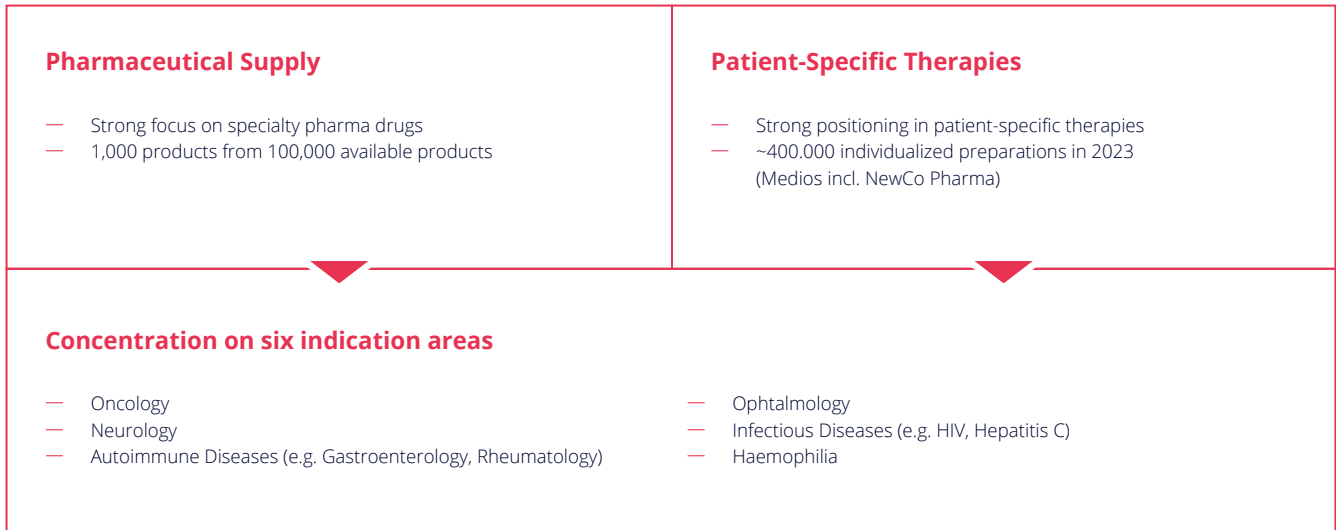 Pharmaceutical Supply
— Strong focus on specialty pharma drugs
— 1,000 products from 100,000 available products
Patient-Specific Therapies
— Strong positioning in patient-specific therapies
— ~400.000 individualized preparations in 2023
(Medios incl. NewCo Pharma)
Concentration on six indication areas
— Oncology
— Neurology
— Autoimmune Diseases (e.g. Gastroenterology, Rheumatology)
— Ophtalmology
— Infectious Diseases (e.g. HIV, Hepatitis C)
— Haemophilia